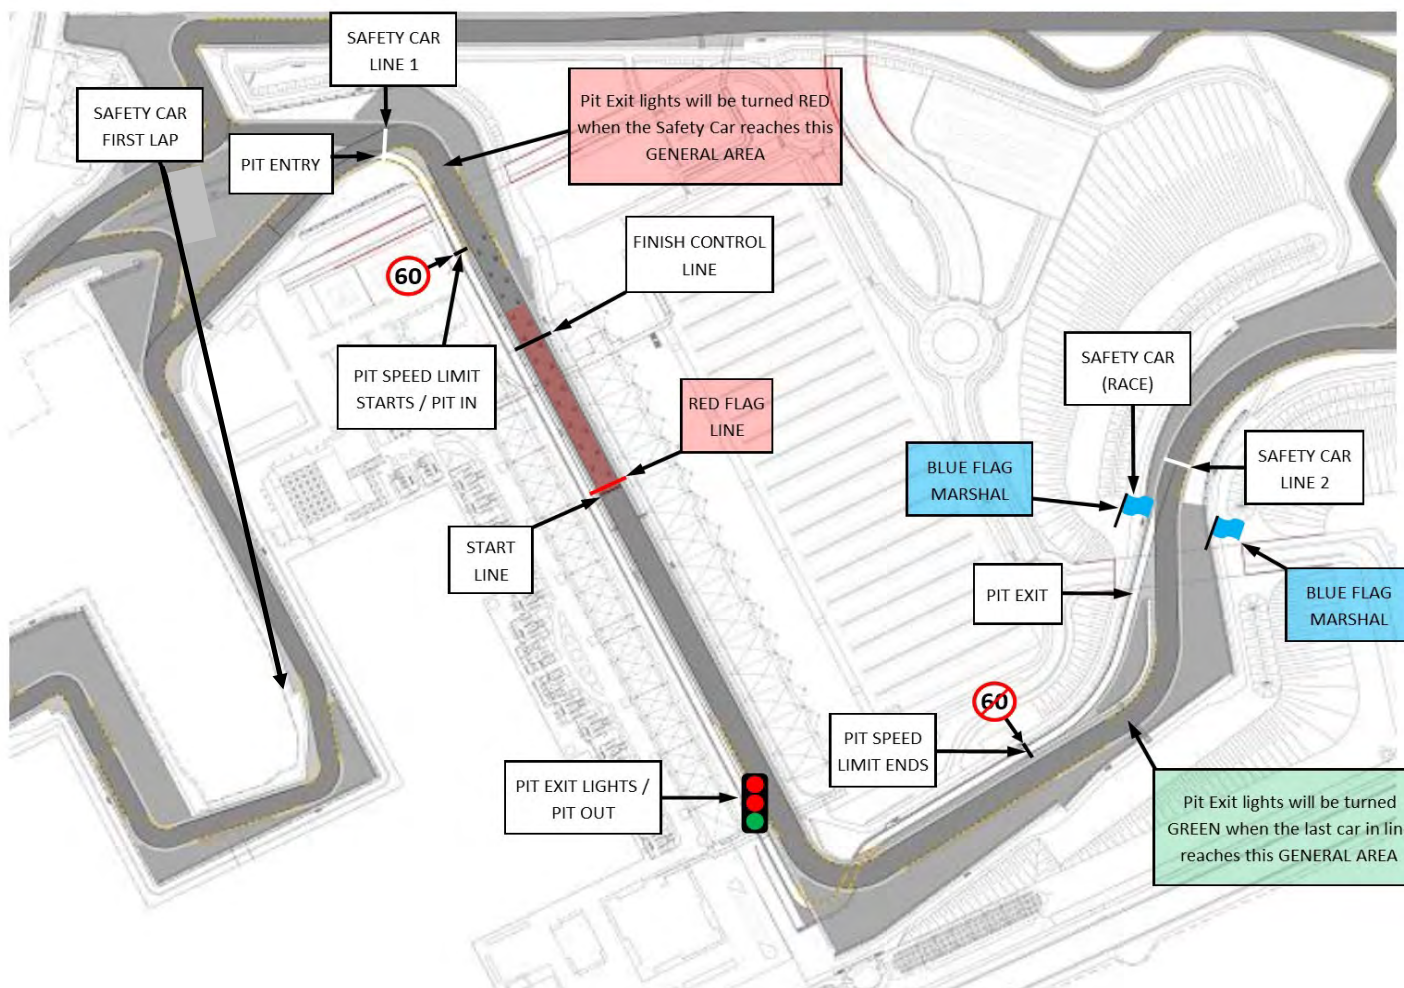 SAFETY CAR
LINE 1
SAFETY CAR
FIRST LAP
PIT ENTRY
Pit Exit lights will be turned RED
when the Safety Car reaches this
GENERAL AREA
FINISH CONTROL
LINE
60
PIT SPEED LIMIT
STARTS / PIT IN
RED FLAG
LINE
START
LINE
SAFETY CAR
(RACE)
BLUE FLAG
MARSHAL
SAFETY CAR
LINE 2
PIT EXIT
BLUE FLAG
MARSHAL
60
PIT SPEED
LIMIT ENDS
PIT EXIT LIGHTS /
PIT OUT
Pit Exit lights will be turned
GREEN when the last car in lin
reaches this GENERAL AREA